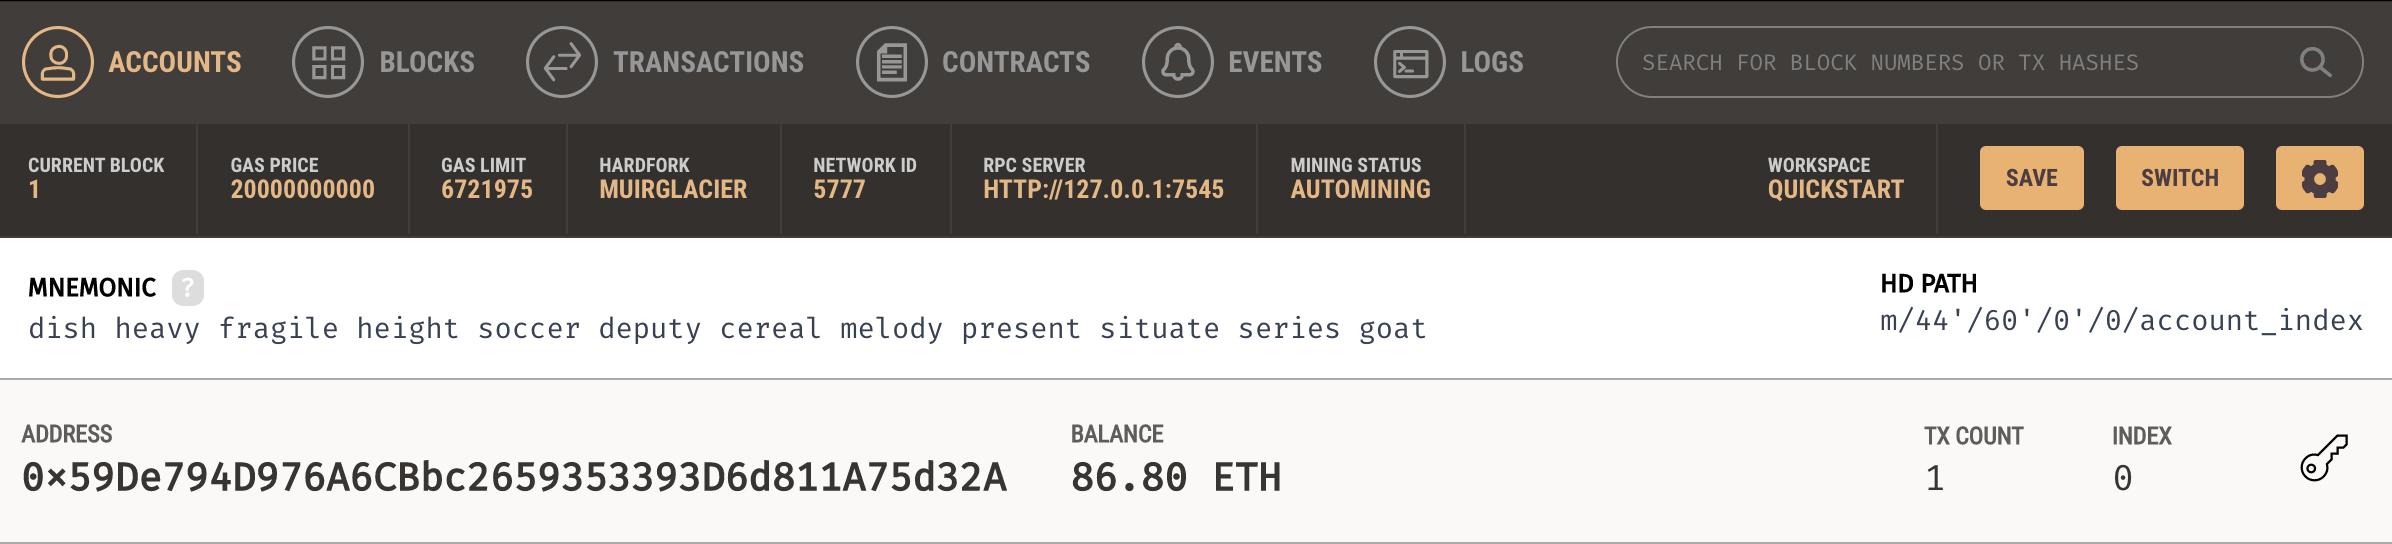 ACCOUNTS BLOCKS TRANSACTIONS CONTRACTS EVENTS LOGS SEARCH FOR BLOCK NUMBERS OR TX HASHES
CURRENT BLOCK GAS PRICE GAS LIMIT HARDFORK NETWORK ID RPC SERVER MINING STATUS WORKSPACE
1 20000000000 6721975 MUIRGLACIER 5777 HTTP://127.0.0.1:7545 AUTOMINING QUICKSTART SAVE SWITCH
MNEMONIC ? HD PATH
dish heavy fragile height soccer deputy cereal melody present situate series goat m/44'/60'/0'/0/account_index
ADDRESS BALANCE TX COUNT INDEX
0×59De794D976A6CBbc2659353393D6d811A75d32A 86.80 ETH 1 0